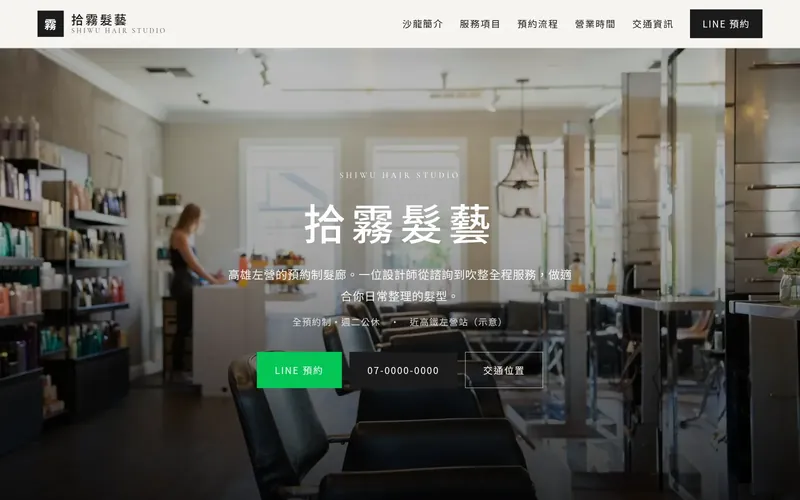 霧
拾霧髮藝
SHIWU HAIR STUDIO
沙龍簡介
服務項目
預約流程
營業時間
交通資訊
LINE 預約
SHIWU HAIR STUDIO
拾霧髮藝
高雄左營的預約制髮廊。一位設計師從諮詢到吹整全程服務，做適
合你日常整理的髮型。
全預約制・週二公休 ・ 近高鐵左營站（示意）
LINE 預約
07-0000-0000
交通位置